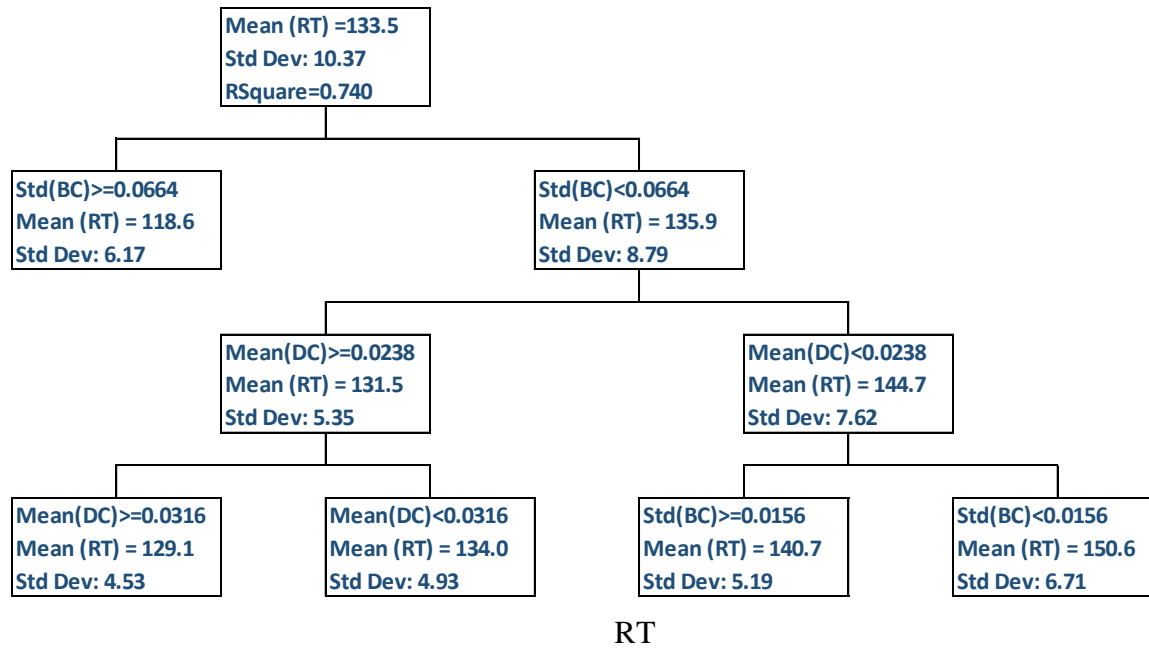 Mean (RT) =133.5
Std Dev: 10.37
RSquare=0.740
Std(BC)>=0.0664
Mean (RT) = 118.6
Std Dev: 6.17
Std(BC)<0.0664
Mean (RT) = 135.9
Std Dev: 8.79
Mean(DC)>=0.0238
Mean (RT) = 131.5
Std Dev: 5.35
Mean(DC)<0.0238
Mean (RT) = 144.7
Std Dev: 7.62
Mean(DC)>=0.0316
Mean (RT) = 129.1
Std Dev: 4.53
Mean(DC)<0.0316
Mean (RT) = 134.0
Std Dev: 4.93
Std(BC)>=0.0156
Mean (RT) = 140.7
Std Dev: 5.19
Std(BC)<0.0156
Mean (RT) = 150.6
Std Dev: 6.71
RT